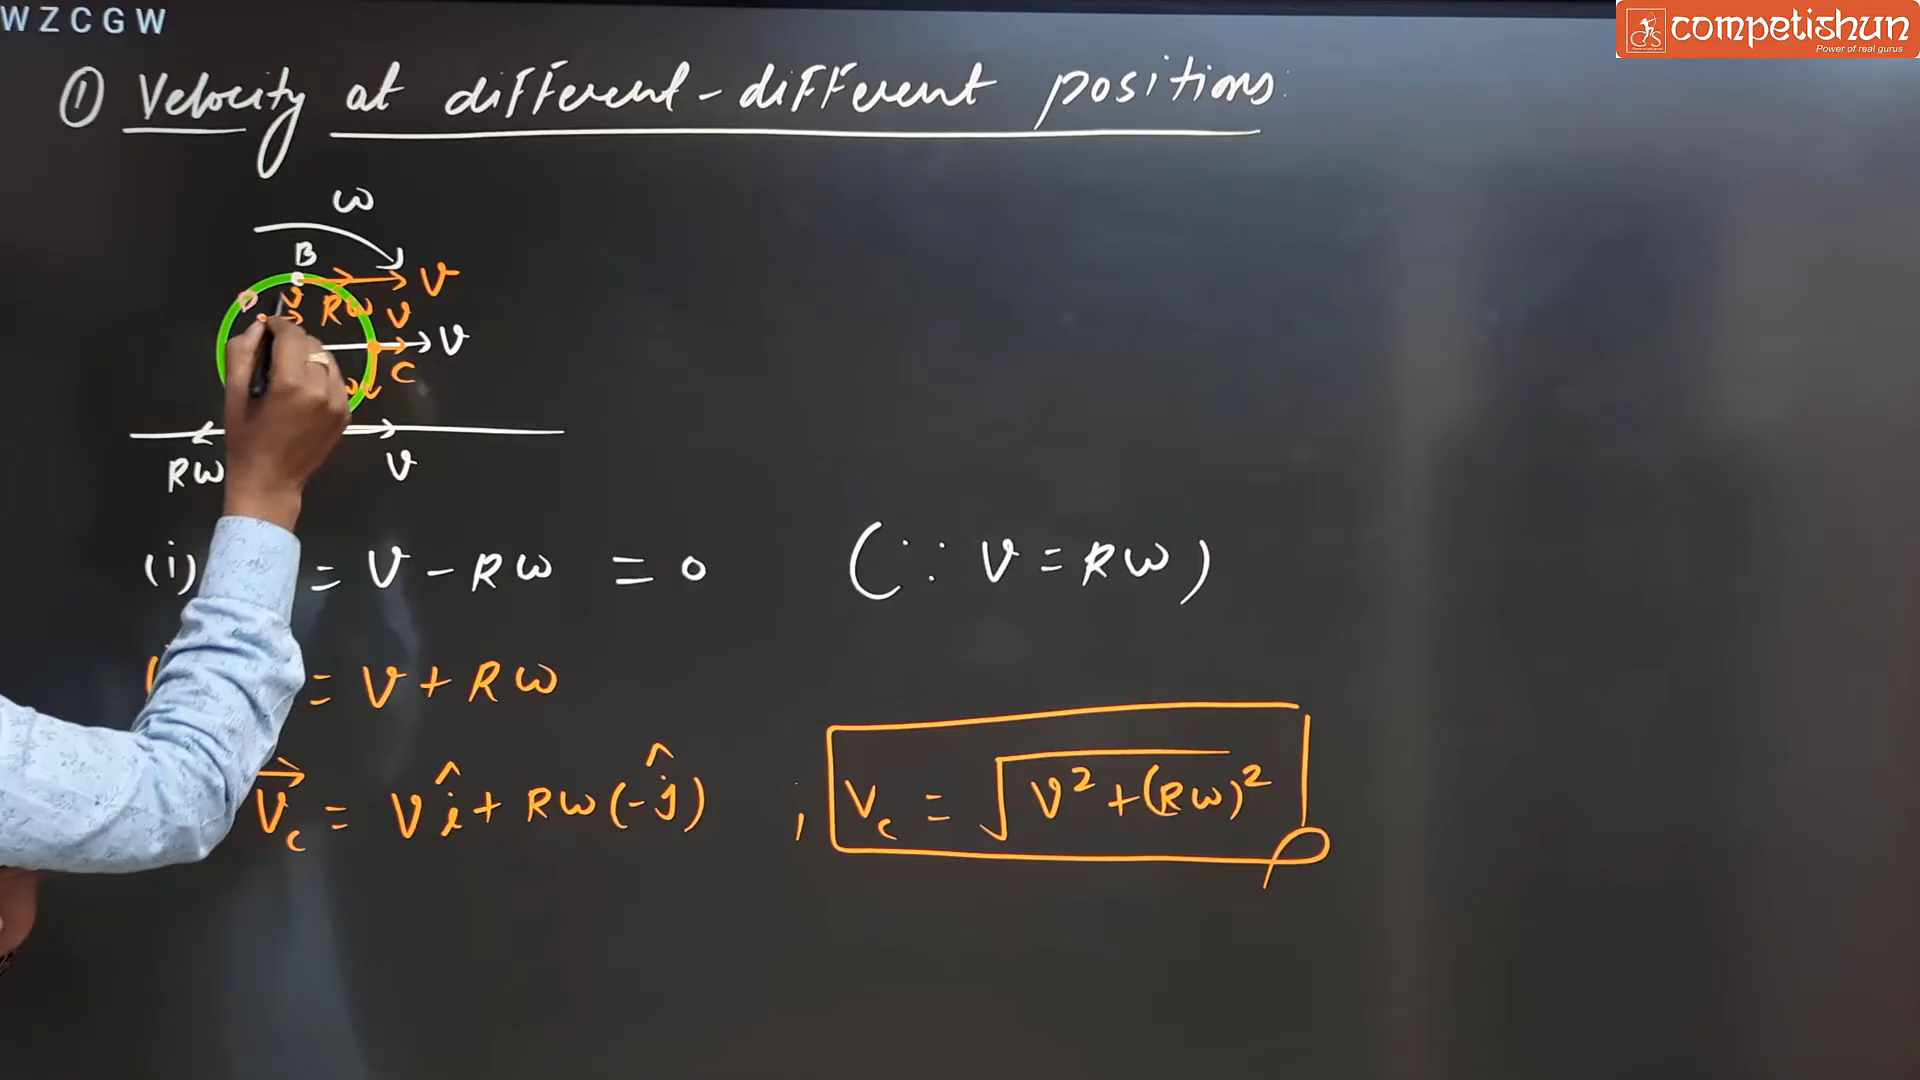 W Z C G W
competishun
Power of real gurus
① Velocity at different-different positions:
ω
B
V
D
V Rω V
V
C
ω
Rω
V
(i) = V - Rω = 0 (∵ V = Rω)
= V + Rω
V⃗c = V î + Rω(-ĵ) ; Vc = √V² + (Rω)²